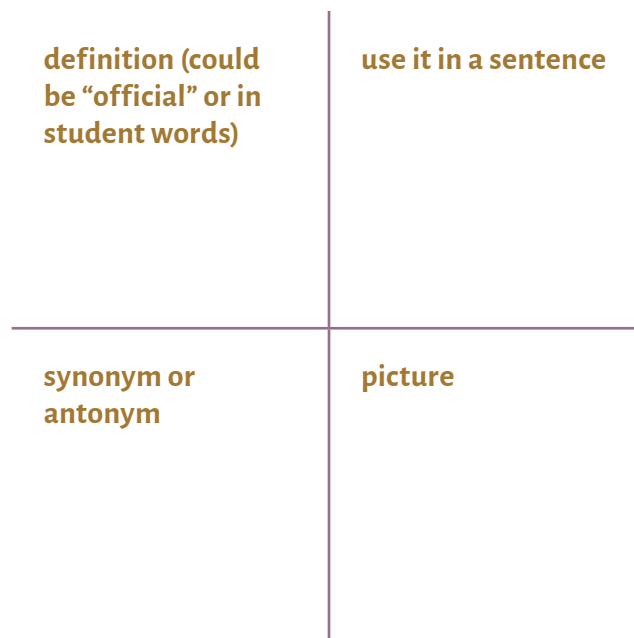 definition (could
be “official” or in
student words)
use it in a sentence
synonym or
antonym
picture